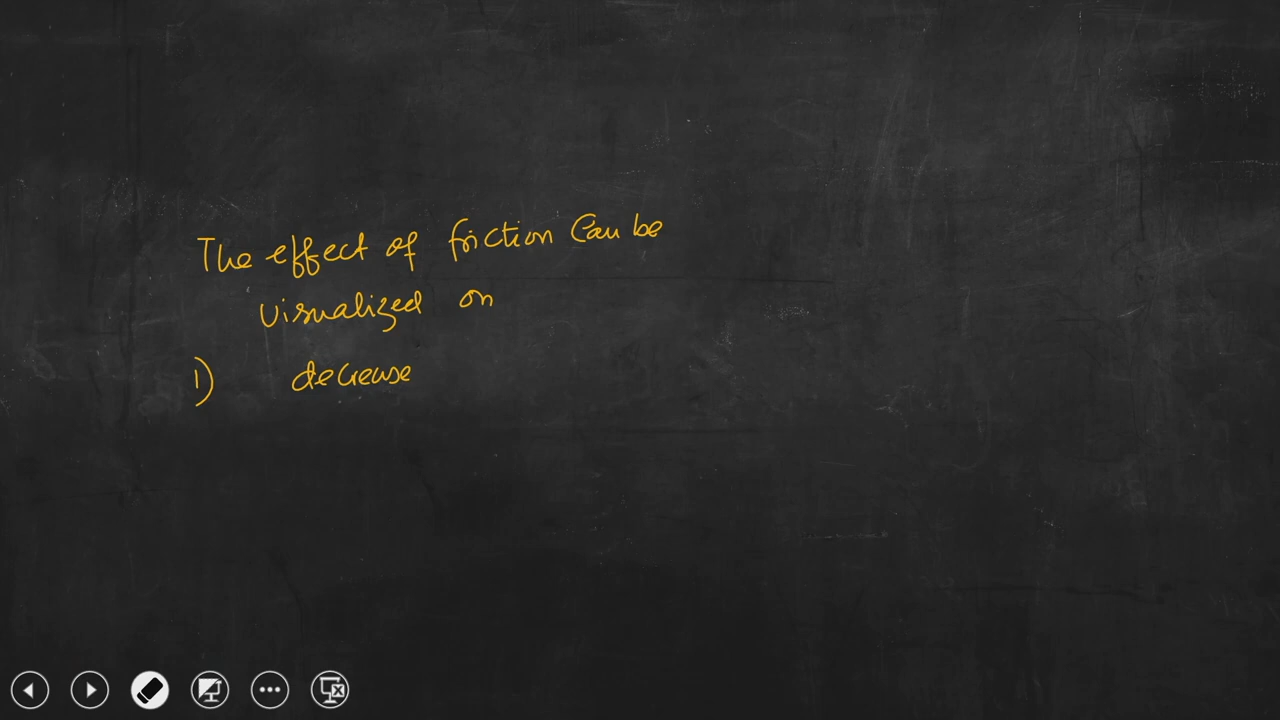 The effect of friction Can be
visualized on
1) decrease